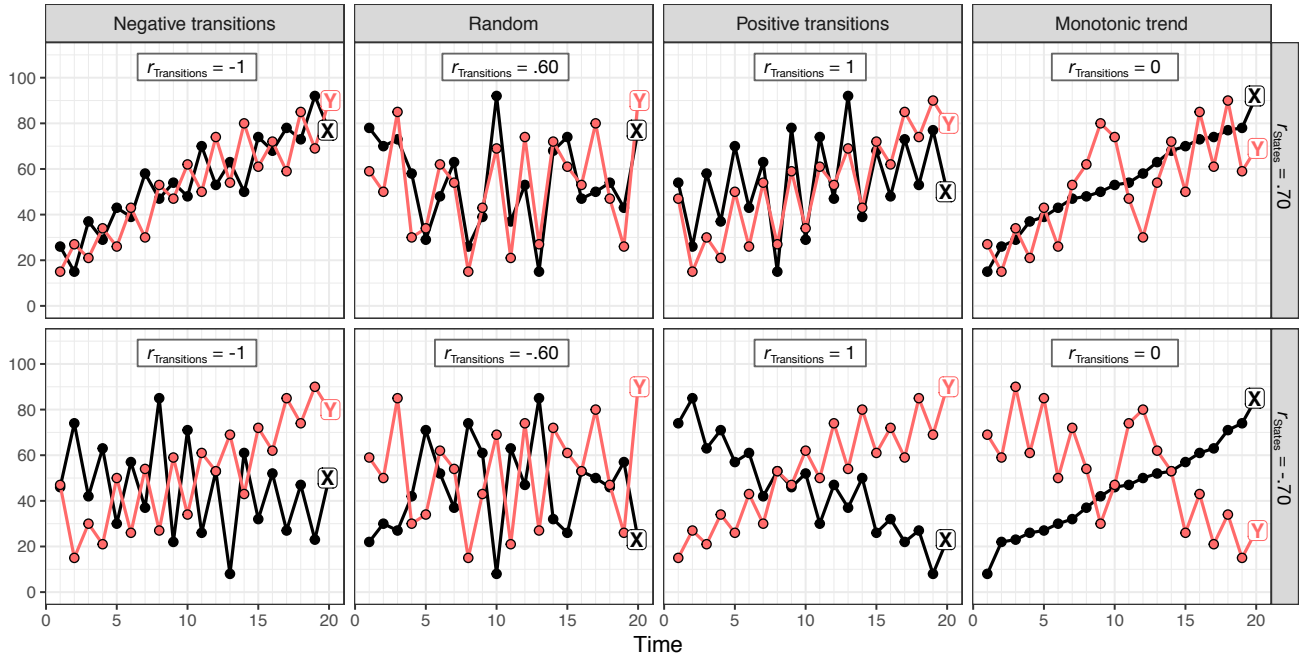 Negative transitions
Random
Positive transitions
Monotonic trend
rTransitions = -1
rTransitions = .60
rTransitions = 1
rTransitions = 0
100
80
60
40
20
0
Y
X
Y
X
Y
X
X
Y
rStates = .70
rTransitions = -1
rTransitions = -.60
rTransitions = 1
rTransitions = 0
100
80
60
40
20
0
Y
X
Y
X
Y
X
X
Y
rStates = -.70
0 5 10 15 20
0 5 10 15 20
0 5 10 15 20
0 5 10 15 20
Time